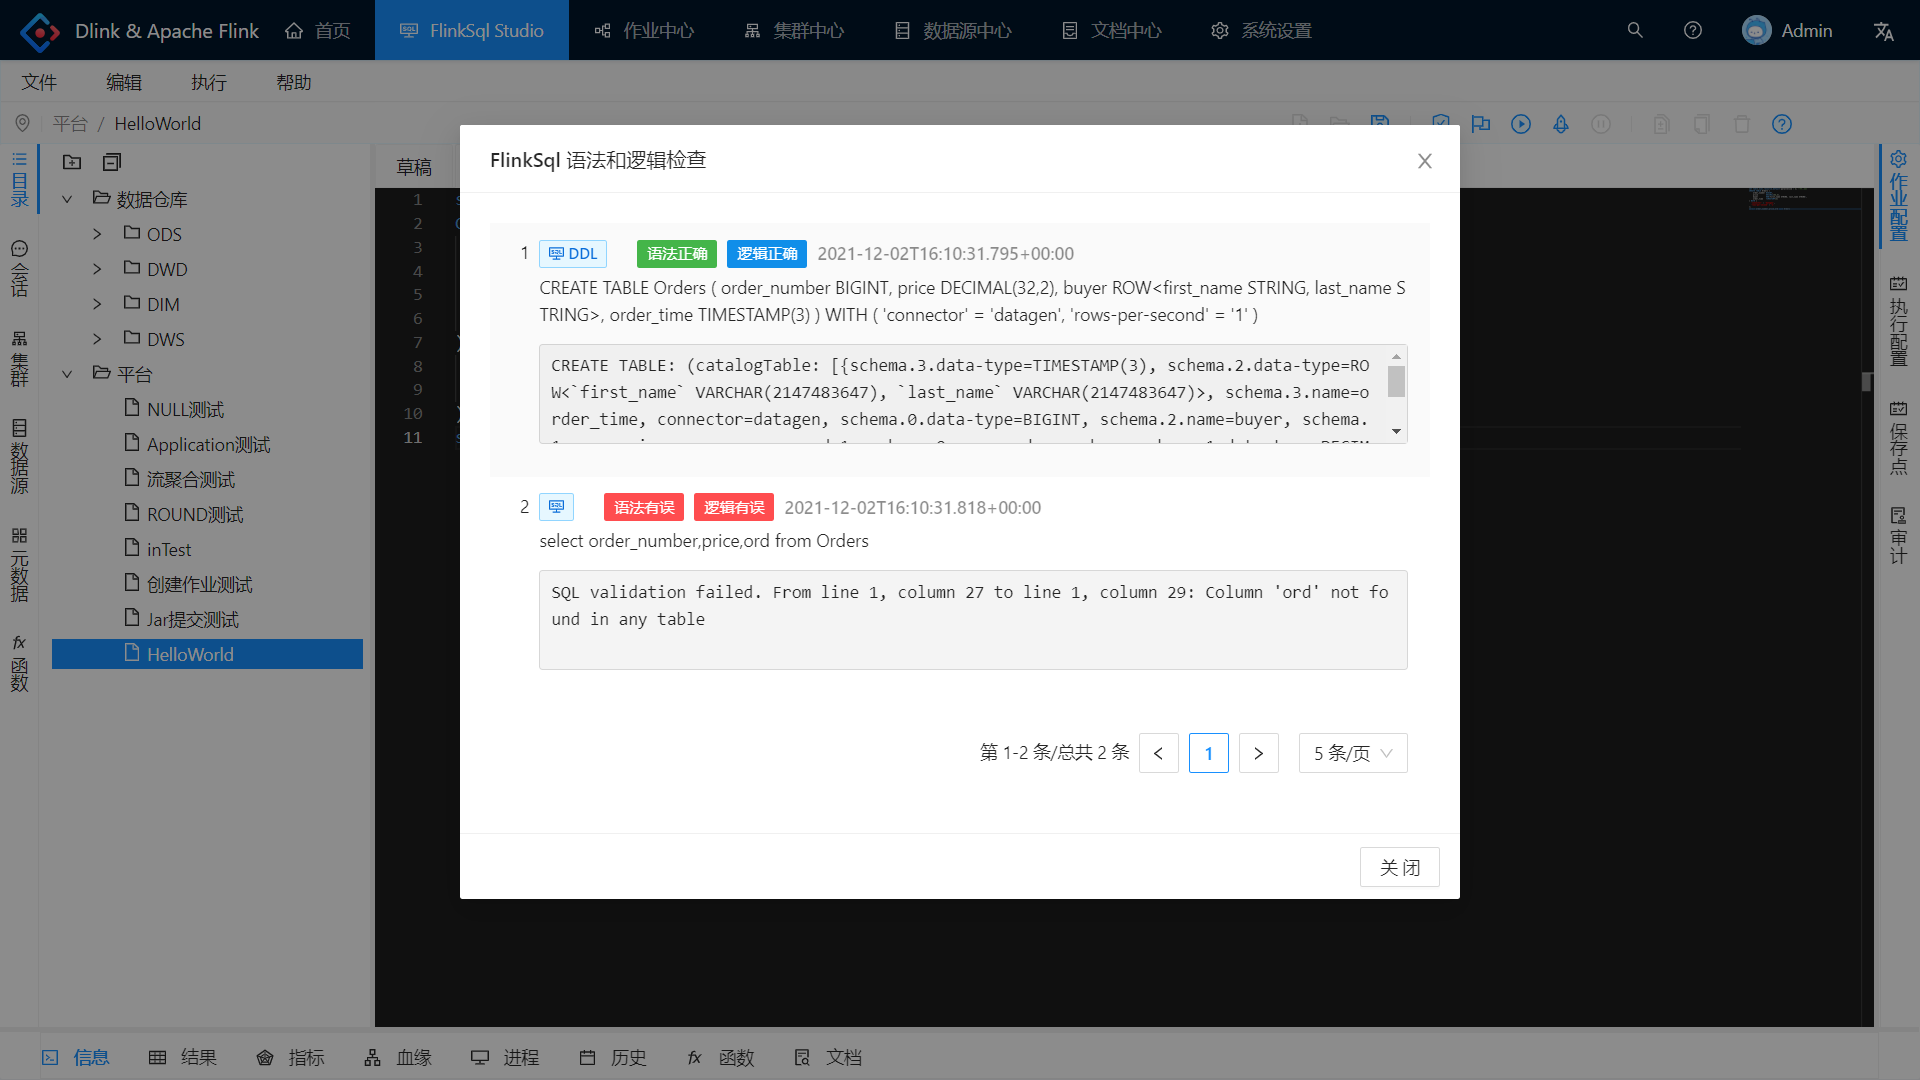 Dlink & Apache Flink 首页 FlinkSql Studio 作业中心 集群中心 数据源中心 文档中心 系统设置 Admin
文件 编辑 执行 帮助
平台 / HelloWorld
目录
会话
集群
数据源
元数据
函数
数据仓库
ODS
DWD
DIM
DWS
平台
NULL测试
Application测试
流聚合测试
ROUND测试
inTest
创建作业测试
Jar提交测试
HelloWorld
草稿
1
2
3
4
5
6
7
8
9
10
11
FlinkSql 语法和逻辑检查
1 DDL 语法正确 逻辑正确 2021-12-02T16:10:31.795+00:00
CREATE TABLE Orders ( order_number BIGINT, price DECIMAL(32,2), buyer ROW<first_name STRING, last_name S
TRING>, order_time TIMESTAMP(3) ) WITH ( 'connector' = 'datagen', 'rows-per-second' = '1' )
CREATE TABLE: (catalogTable: [{schema.3.data-type=TIMESTAMP(3), schema.2.data-type=RO
W<`first_name` VARCHAR(2147483647), `last_name` VARCHAR(2147483647)>, schema.3.name=o
rder_time, connector=datagen, schema.0.data-type=BIGINT, schema.2.name=buyer, schema.
2 语法有误 逻辑有误 2021-12-02T16:10:31.818+00:00
select order_number,price,ord from Orders
SQL validation failed. From line 1, column 27 to line 1, column 29: Column 'ord' not fo
und in any table
第 1-2 条/总共 2 条 1 5 条/页
关 闭
作业配置
执行配置
保存点
审计
信息 结果 指标 血缘 进程 历史 函数 文档